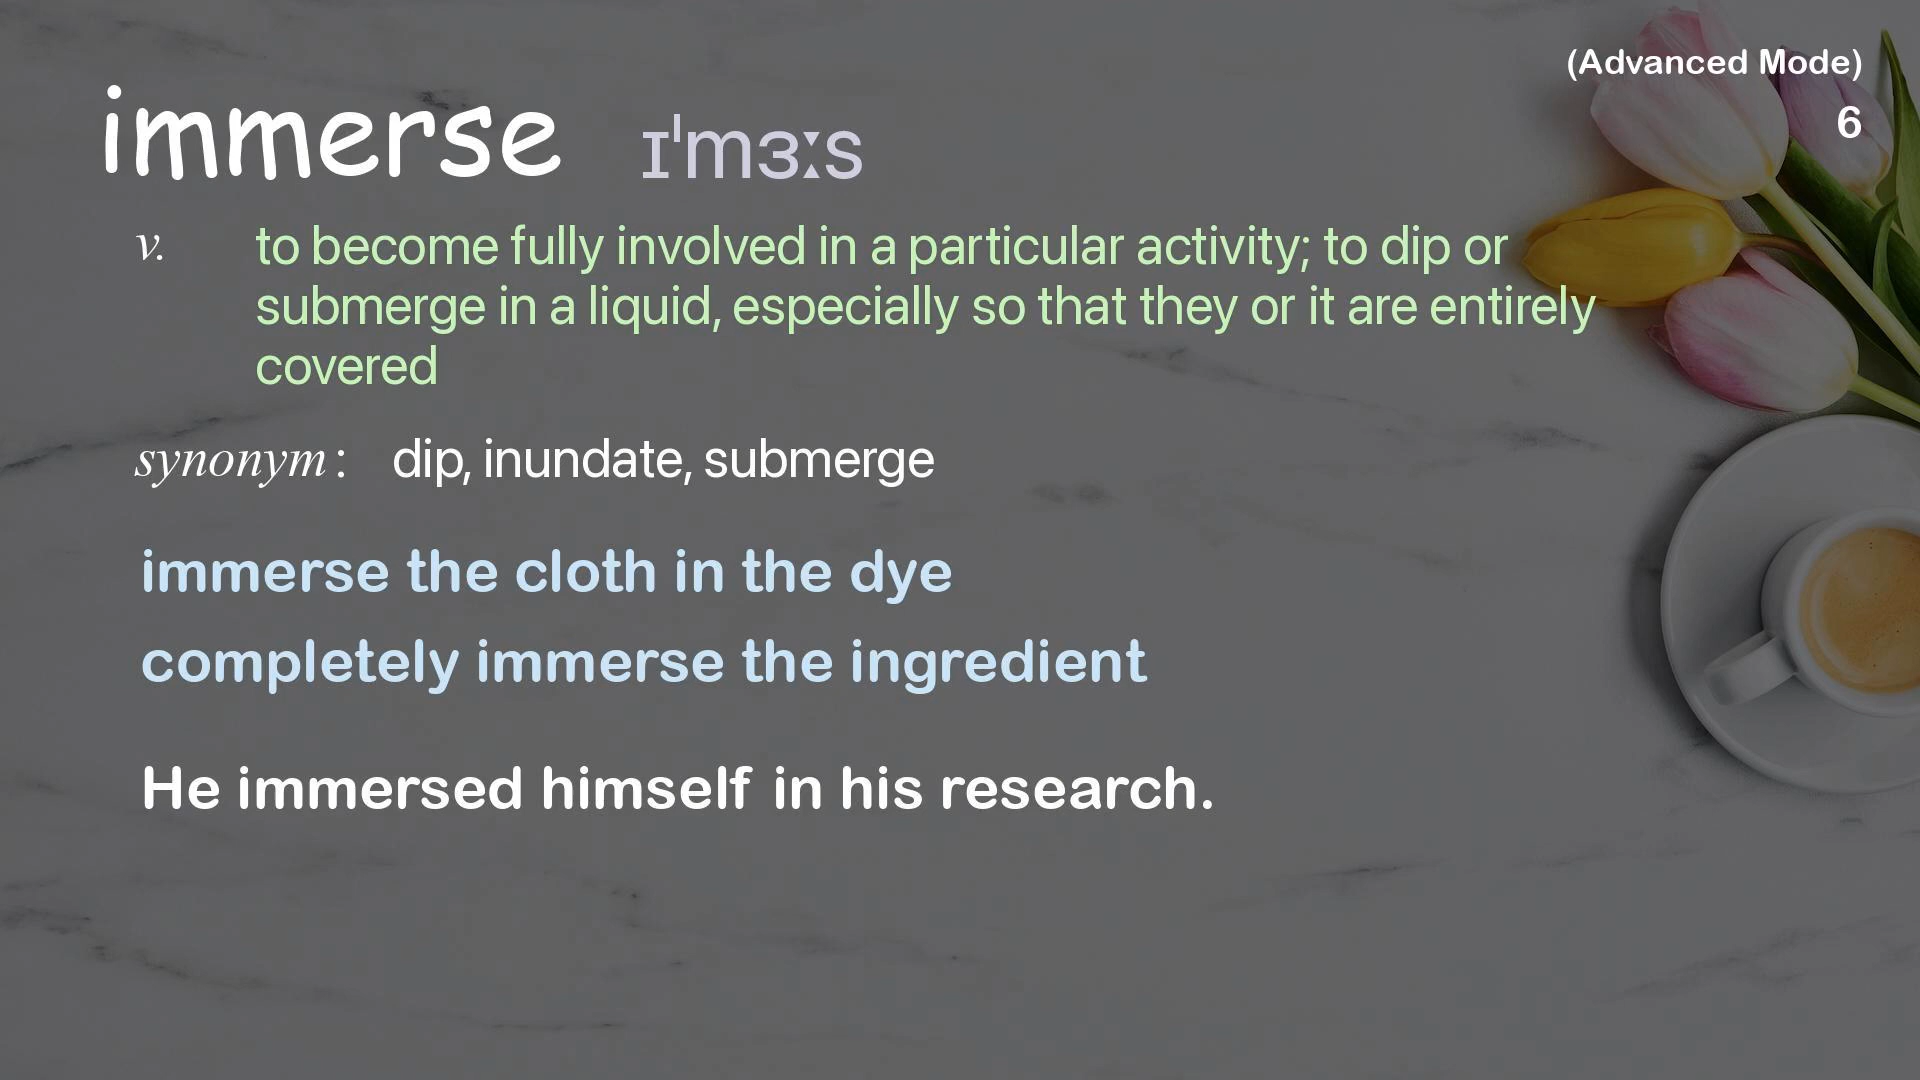 (Advanced Mode)
immerse ɪˈmɜːs
6
v. to become fully involved in a particular activity; to dip or
submerge in a liquid, especially so that they or it are entirely
covered
synonym: dip, inundate, submerge
immerse the cloth in the dye
completely immerse the ingredient
He immersed himself in his research.